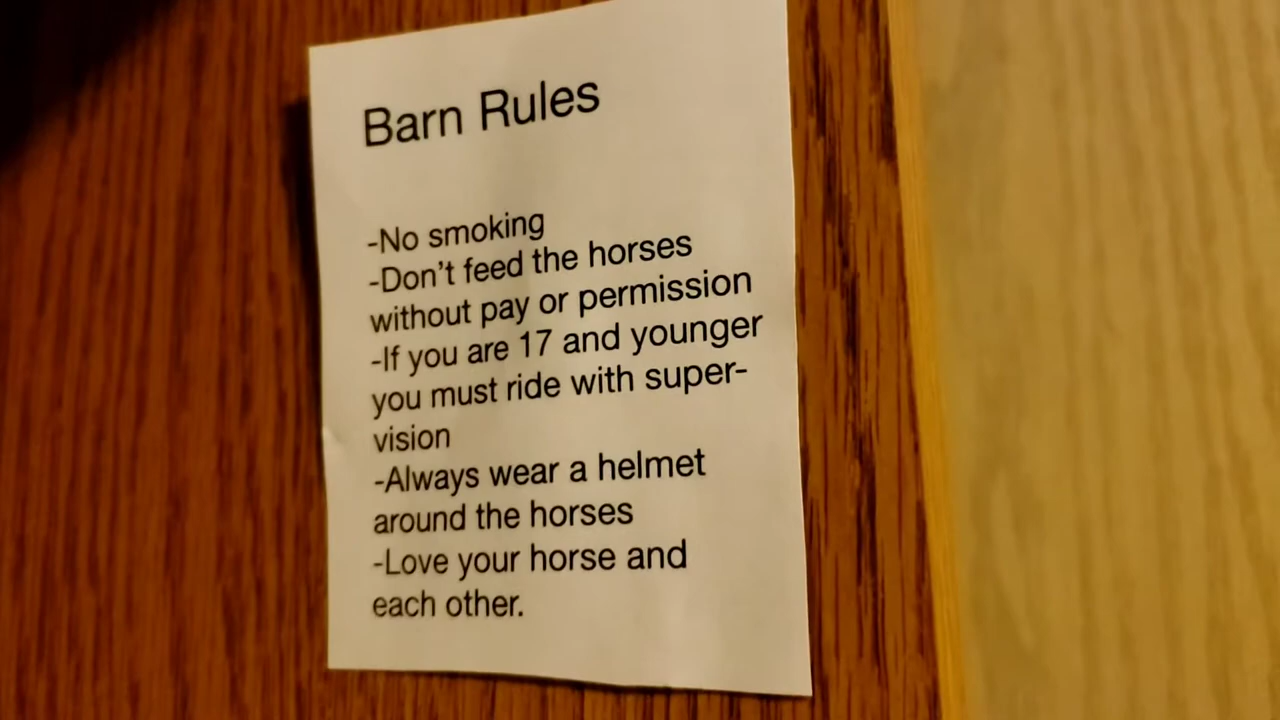 Barn Rules
-No smoking
-Don't feed the horses
without pay or permission
-If you are 17 and younger
you must ride with super-
vision
-Always wear a helmet
around the horses
-Love your horse and
each other.